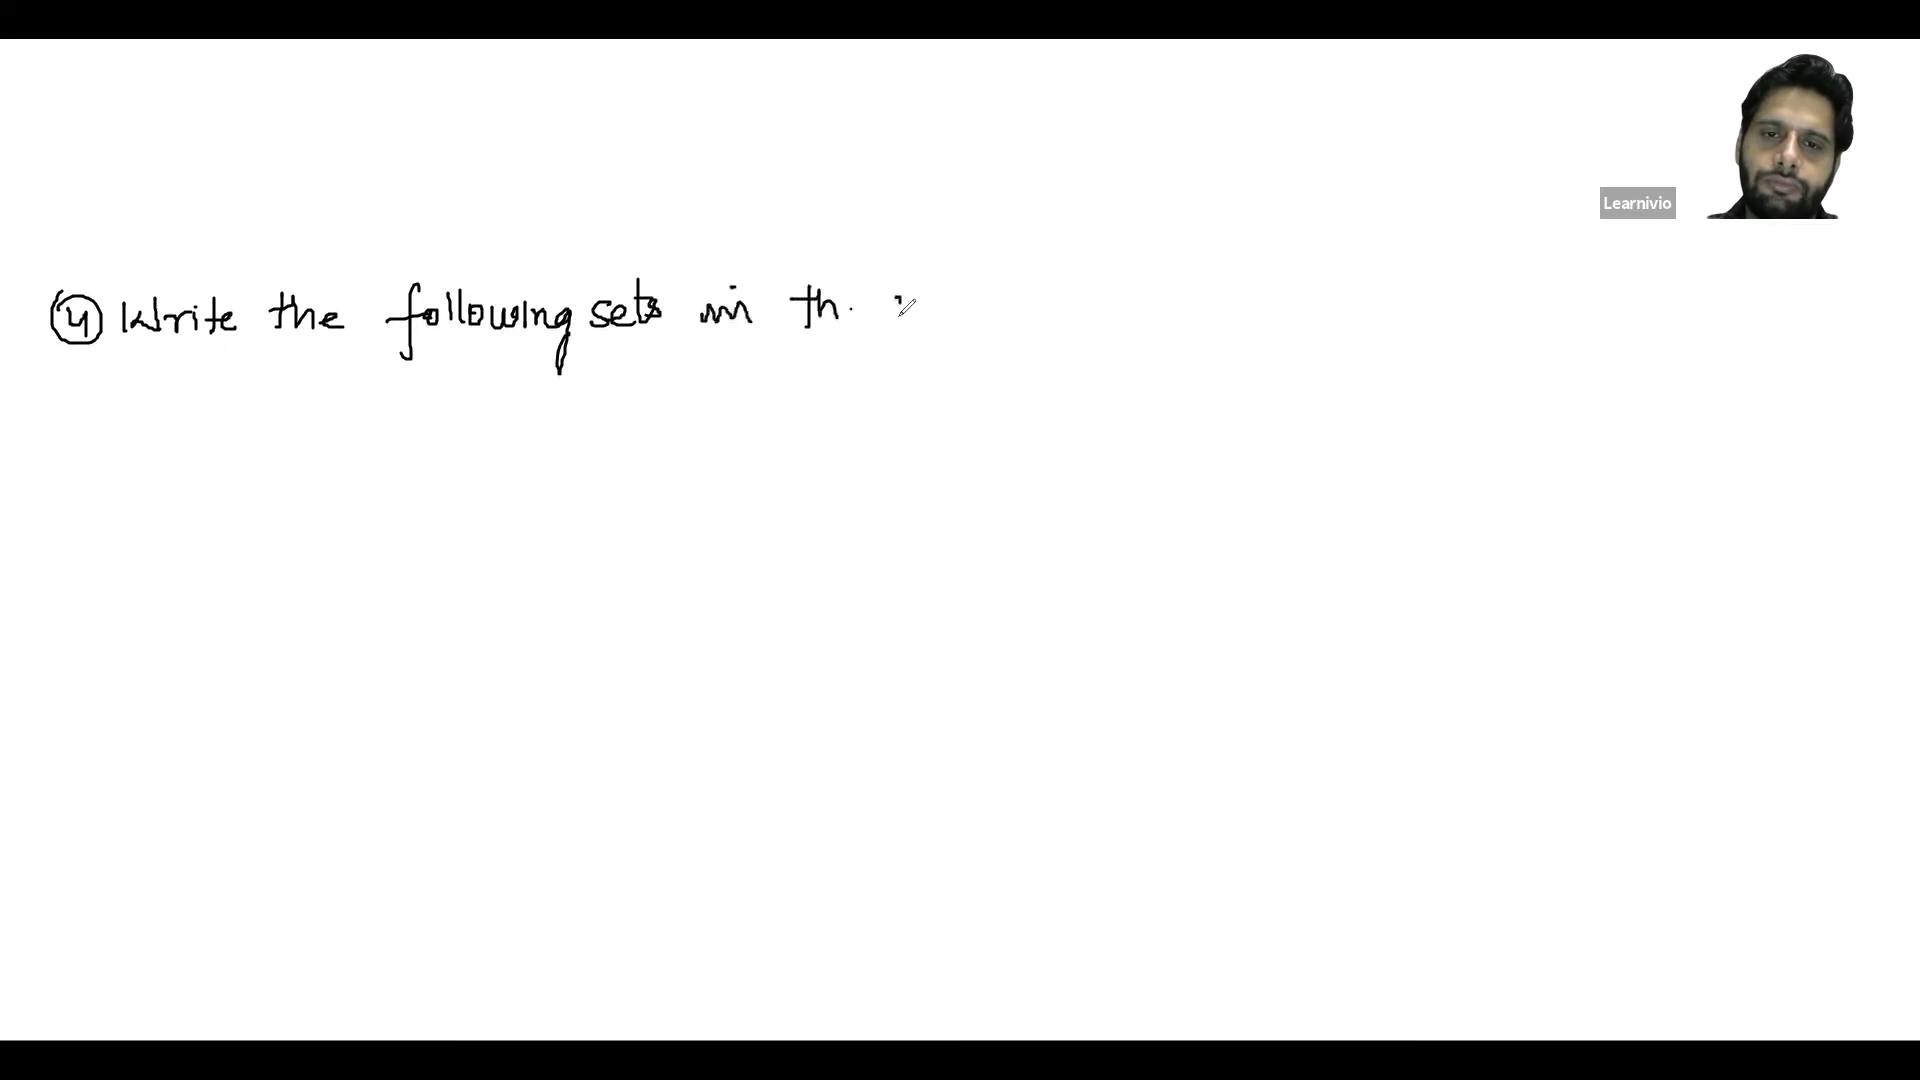 Learnivio
(4) Write the following sets in th.